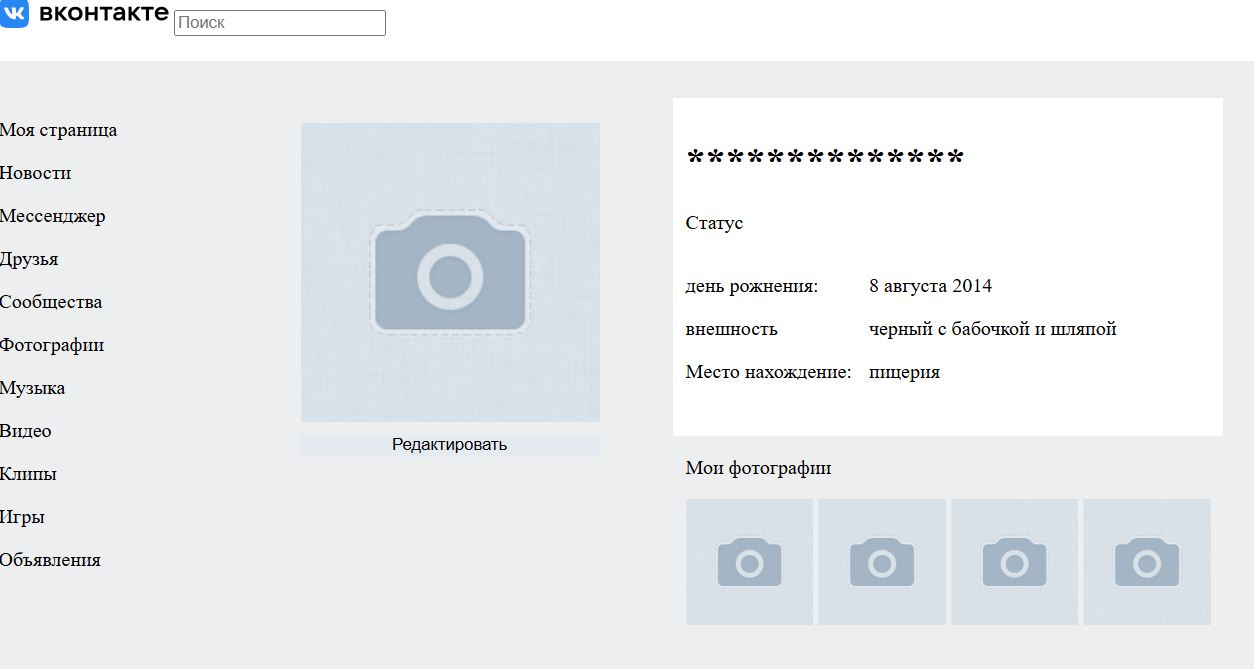 вконтакте
Поиск
Моя страница
Новости
Мессенджер
Друзья
Сообщества
Фотографии
Музыка
Видео
Клипы
Игры
Объявления
Редактировать
**************
Статус
день рожнения: 8 августа 2014
внешность черный с бабочкой и шляпой
Место нахождение: пицерия
Мои фотографии